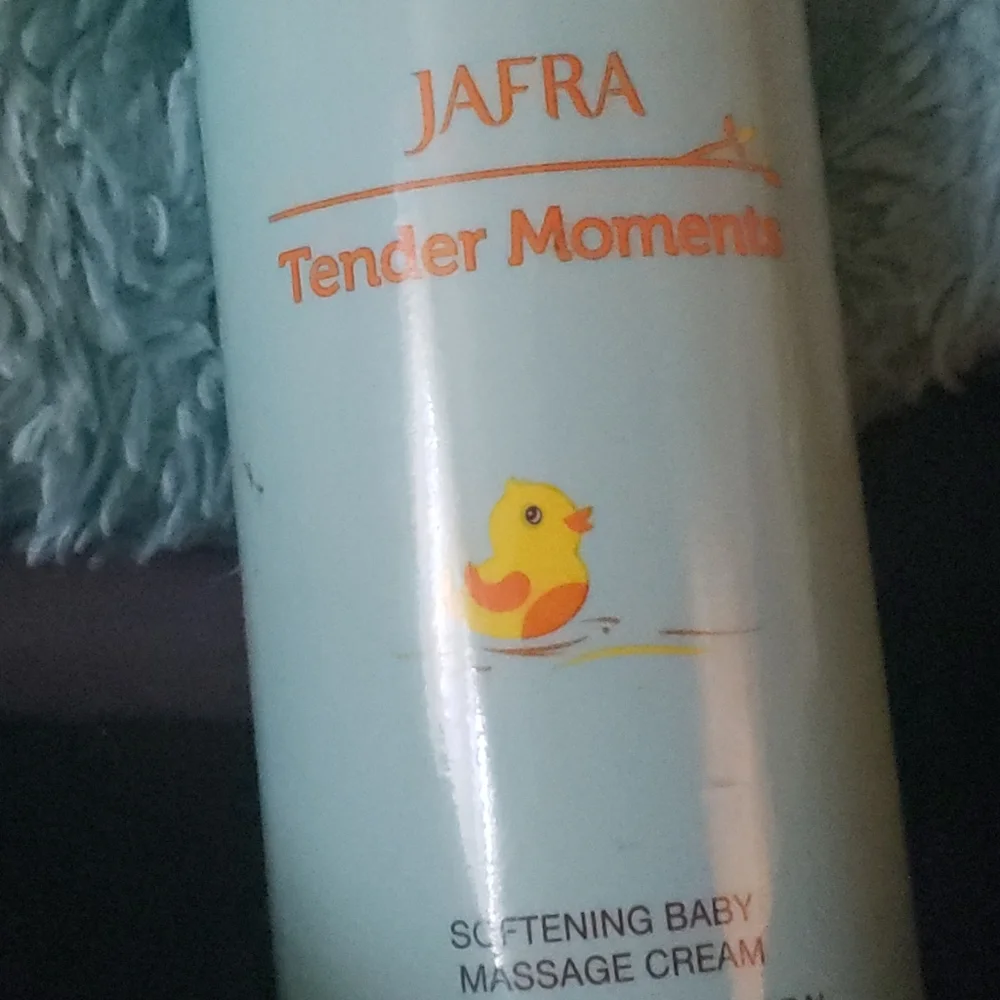 JAFRA
Tender Moments
SOFTENING BABY
MASSAGE CREAM